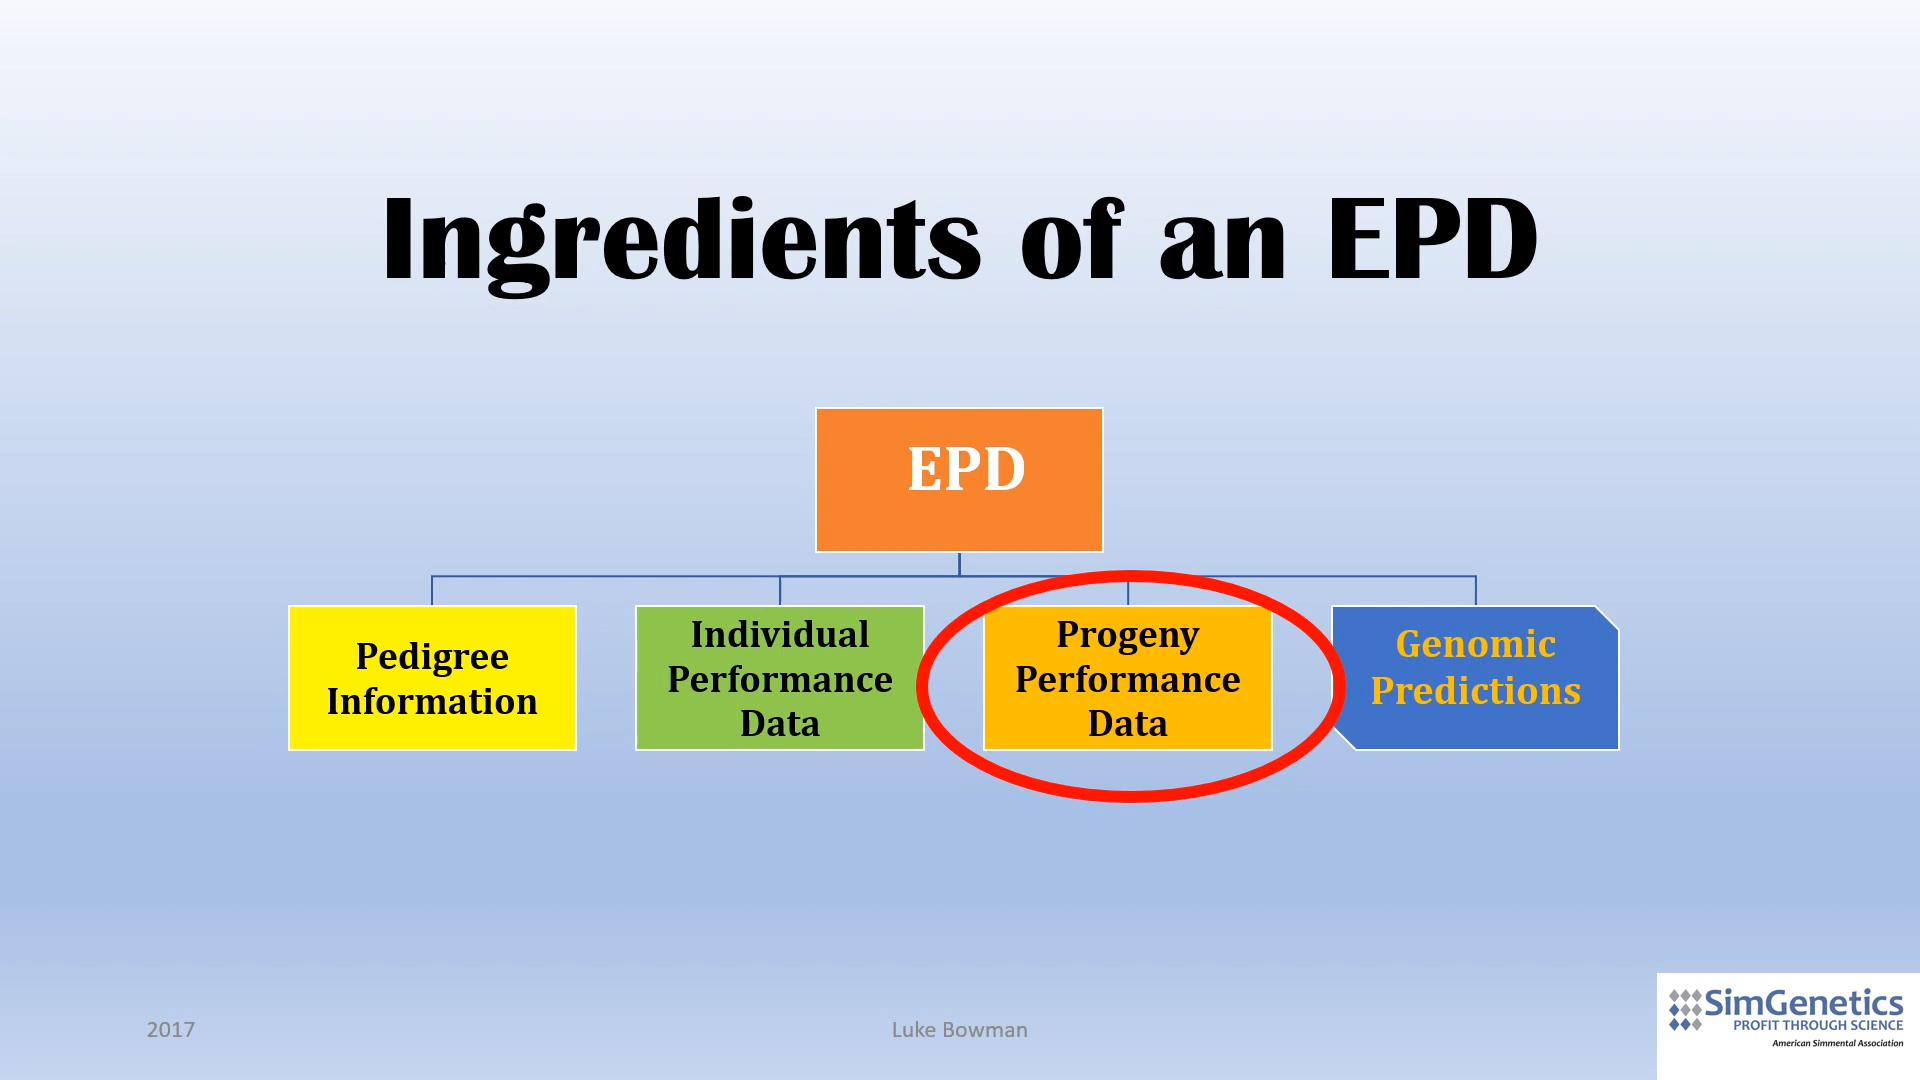 Ingredients of an EPD
EPD
Pedigree
Information
Individual
Performance
Data
Progeny
Performance
Data
Genomic
Predictions
2017
Luke Bowman
SimGenetics
PROFIT THROUGH SCIENCE
American Simmental Association